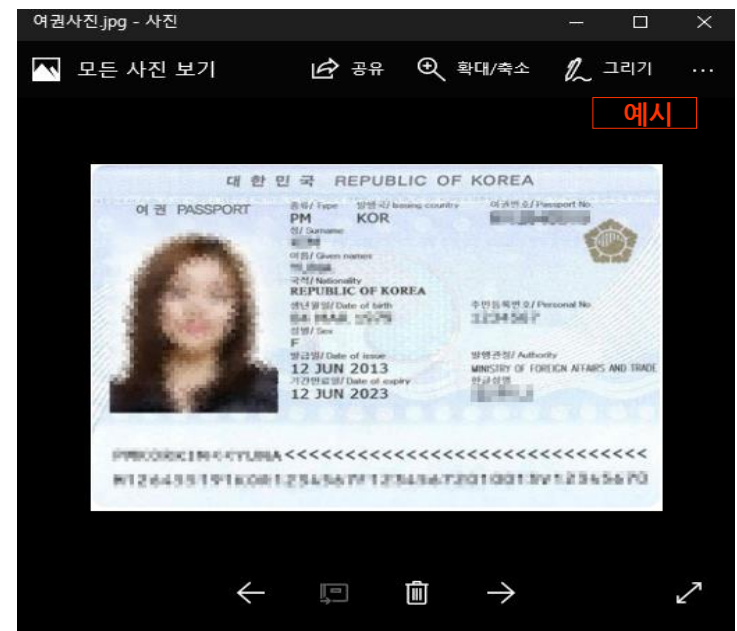 여권사진.jpg - 사진
모든 사진 보기 공유 확대/축소 그리기 ...
예시
대한민국 REPUBLIC OF KOREA
여권 PASSPORT
종류/ Type 발행국/ Issuing country 여권번호/ Passport No.
PM KOR
성/ Surname
이름/ Given names
국적/ Nationality
REPUBLIC OF KOREA
생년월일/ Date of birth 주민등록번호/ Personal No.
성별/ Sex
F
발급일/ Date of issue 발행관청/ Authority
12 JUN 2013 MINISTRY OF FOREIGN AFFAIRS AND TRADE
기간만료일/ Date of expiry 한글성명
12 JUN 2023